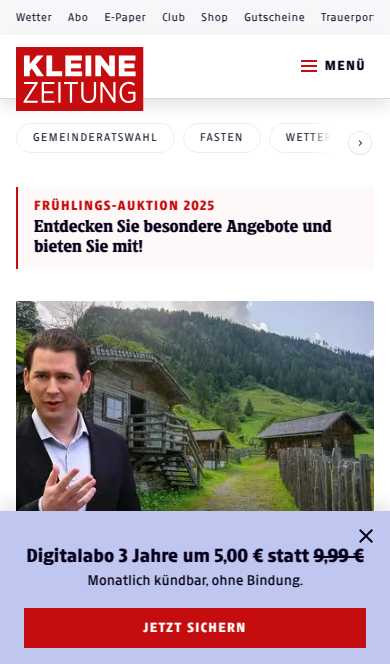 Wetter Abo E-Paper Club Shop Gutscheine Trauerpor
KLEINE
ZEITUNG
MENÜ
GEMEINDERATSWAHL FASTEN WETTER
FRÜHLINGS-AUKTION 2025
Entdecken Sie besondere Angebote und
bieten Sie mit!
Digitalabo 3 Jahre um 5,00 € statt 9,99 €
Monatlich kündbar, ohne Bindung.
JETZT SICHERN